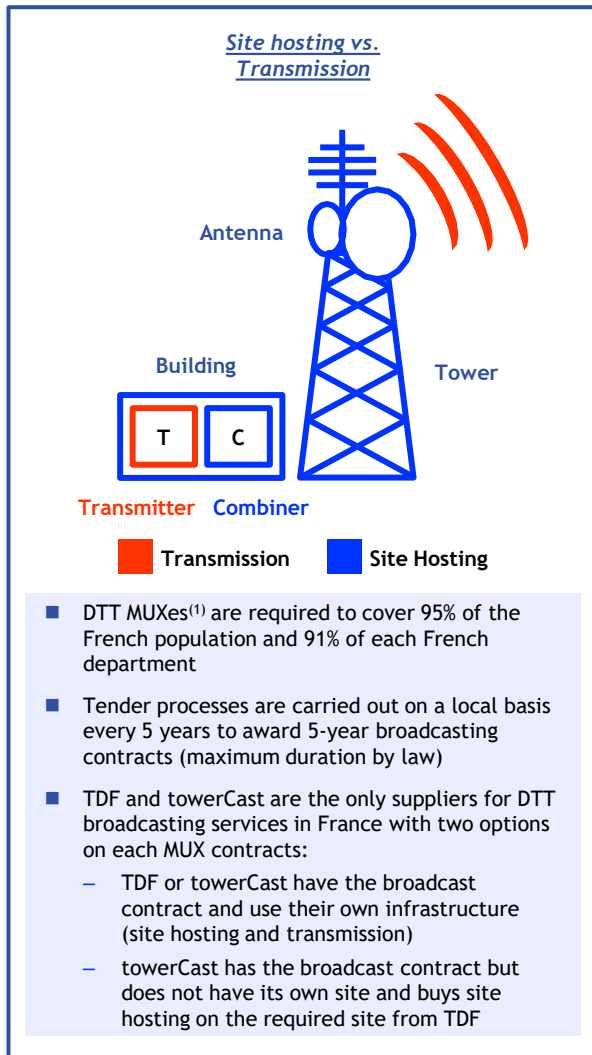 Site hosting vs.
Transmission
Antenna
Building
Tower
T
C
Transmitter Combiner
Transmission
Site Hosting
■ DTT MUXes(1) are required to cover 95% of the
French population and 91% of each French
department
■ Tender processes are carried out on a local basis
every 5 years to award 5-year broadcasting
contracts (maximum duration by law)
■ TDF and towerCast are the only suppliers for DTT
broadcasting services in France with two options
on each MUX contracts:
– TDF or towerCast have the broadcast
contract and use their own infrastructure
(site hosting and transmission)
– towerCast has the broadcast contract but
does not have its own site and buys site
hosting on the required site from TDF